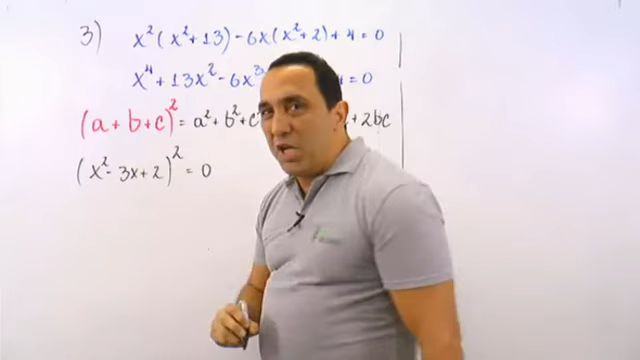 3) x²(x²+13) - 6x(x²+2) + 4 = 0
x⁴ + 13x² - 6x³ = 0
(a+b+c)² = a² + b² + c + 2bc
(x² - 3x + 2)² = 0